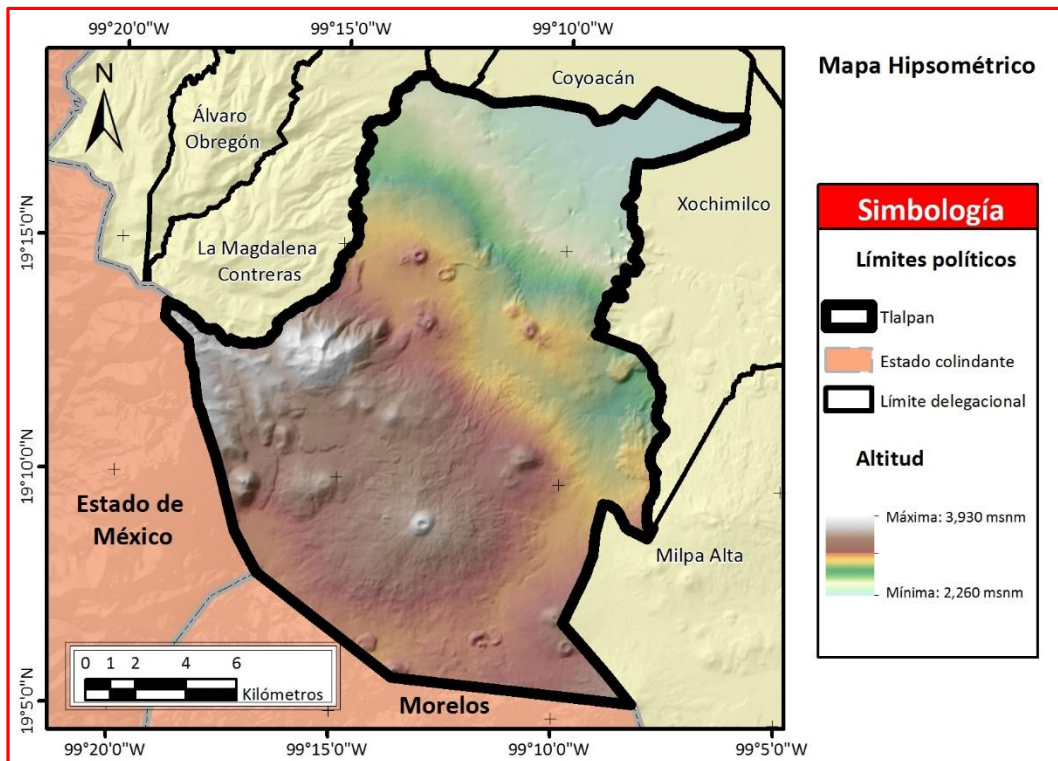 99°20'0"W 99°15'0"W 99°10'0"W
Mapa Hipsométrico
N
Coyoacán
Álvaro
Obregón
Xochimilco
La Magdalena
Contreras
19°15'0"N
19°10'0"N
19°5'0"N
Estado de
México
Milpa Alta
Morelos
0 1 2 4 6
Kilómetros
99°20'0"W 99°15'0"W 99°10'0"W 99°5'0"W
Simbología
Límites políticos
Tlalpan
Estado colindante
Límite delegacional
Altitud
Máxima: 3,930 msnm
Mínima: 2,260 msnm